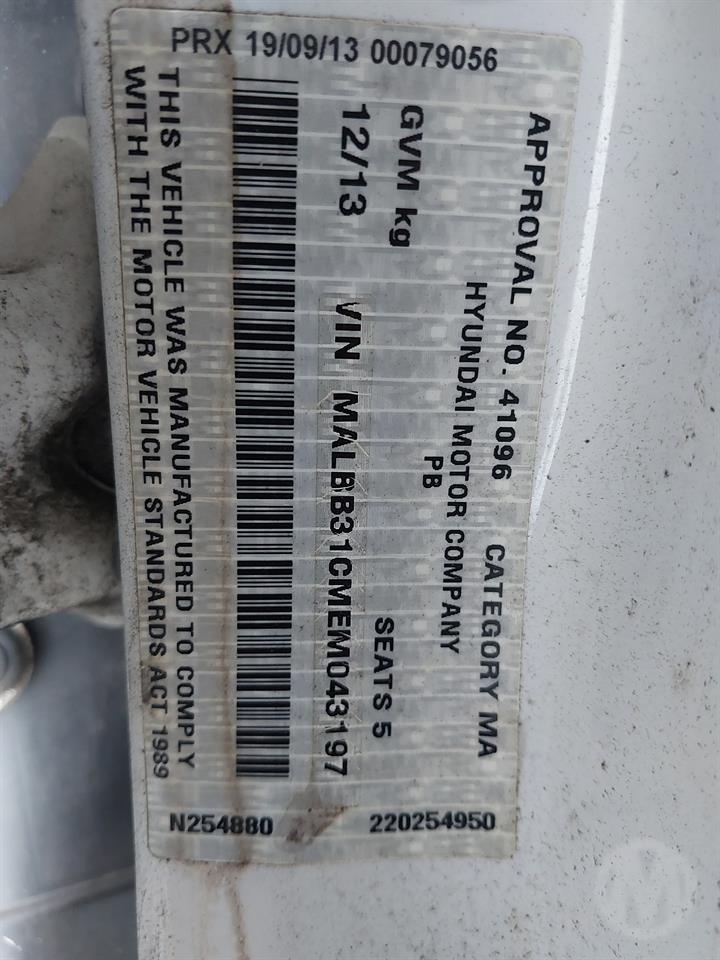 APPROVAL NO. 41096 CATEGORY MA
HYUNDAI MOTOR COMPANY
PB
GVM kg SEATS 5
12/13 VIN MALBB31CMEM043197
THIS VEHICLE WAS MANUFACTURED TO COMPLY
WITH THE MOTOR VEHICLE STANDARDS ACT 1989
PRX 19/09/13 00079056
N254880 220254950
M